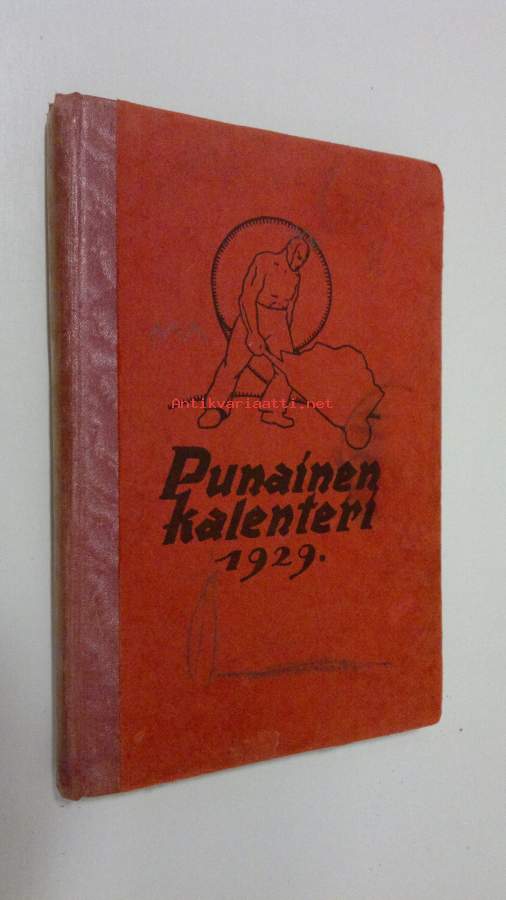 Antikvariaatti.net
Punainen
kalenteri
1929.